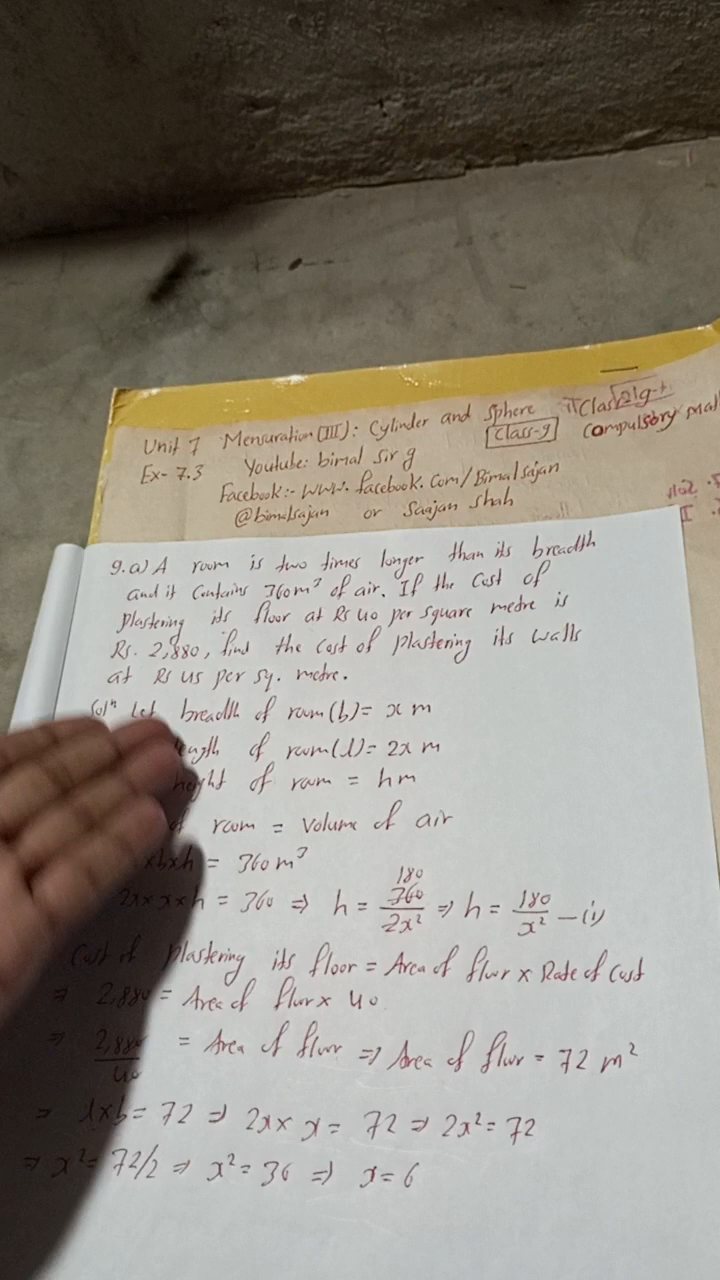 Unit 7 Mensuration (III): Cylinder and Sphere
Ex- 7.3 Youtube: bimal sir g Class-9 Compulsory
Facebook:- WWW. facebook. Com/Bimalsajan
@bimalsajan or Saajan Shah
9.a) A room is two times longer than its breadth
and it Contains 360m³ of air. If the Cost of
plastering its floor at Rs 40 per square metre is
Rs. 2,880, find the cost of plastering its walls
at Rs 45 per sq. metre.
Solⁿ Let breadth of room (b) = x m
length of room (l) = 2x m
height of room = h m
of room = Volume of air
xbxh = 360m³
2x×x×h = 360 ⇒ h = 180 360/2x² ⇒ h = 180/x² – (i)
Cost of plastering its floor = Area of floor × Rate of Cost
⇒ 2,880 = Area of floor × 40
⇒ 2,880/40 = Area of floor ⇒ Area of floor = 72 m²
⇒ l×b = 72 ⇒ 2x × x = 72 ⇒ 2x² = 72
⇒ x² = 72/2 ⇒ x² = 36 ⇒ x = 6